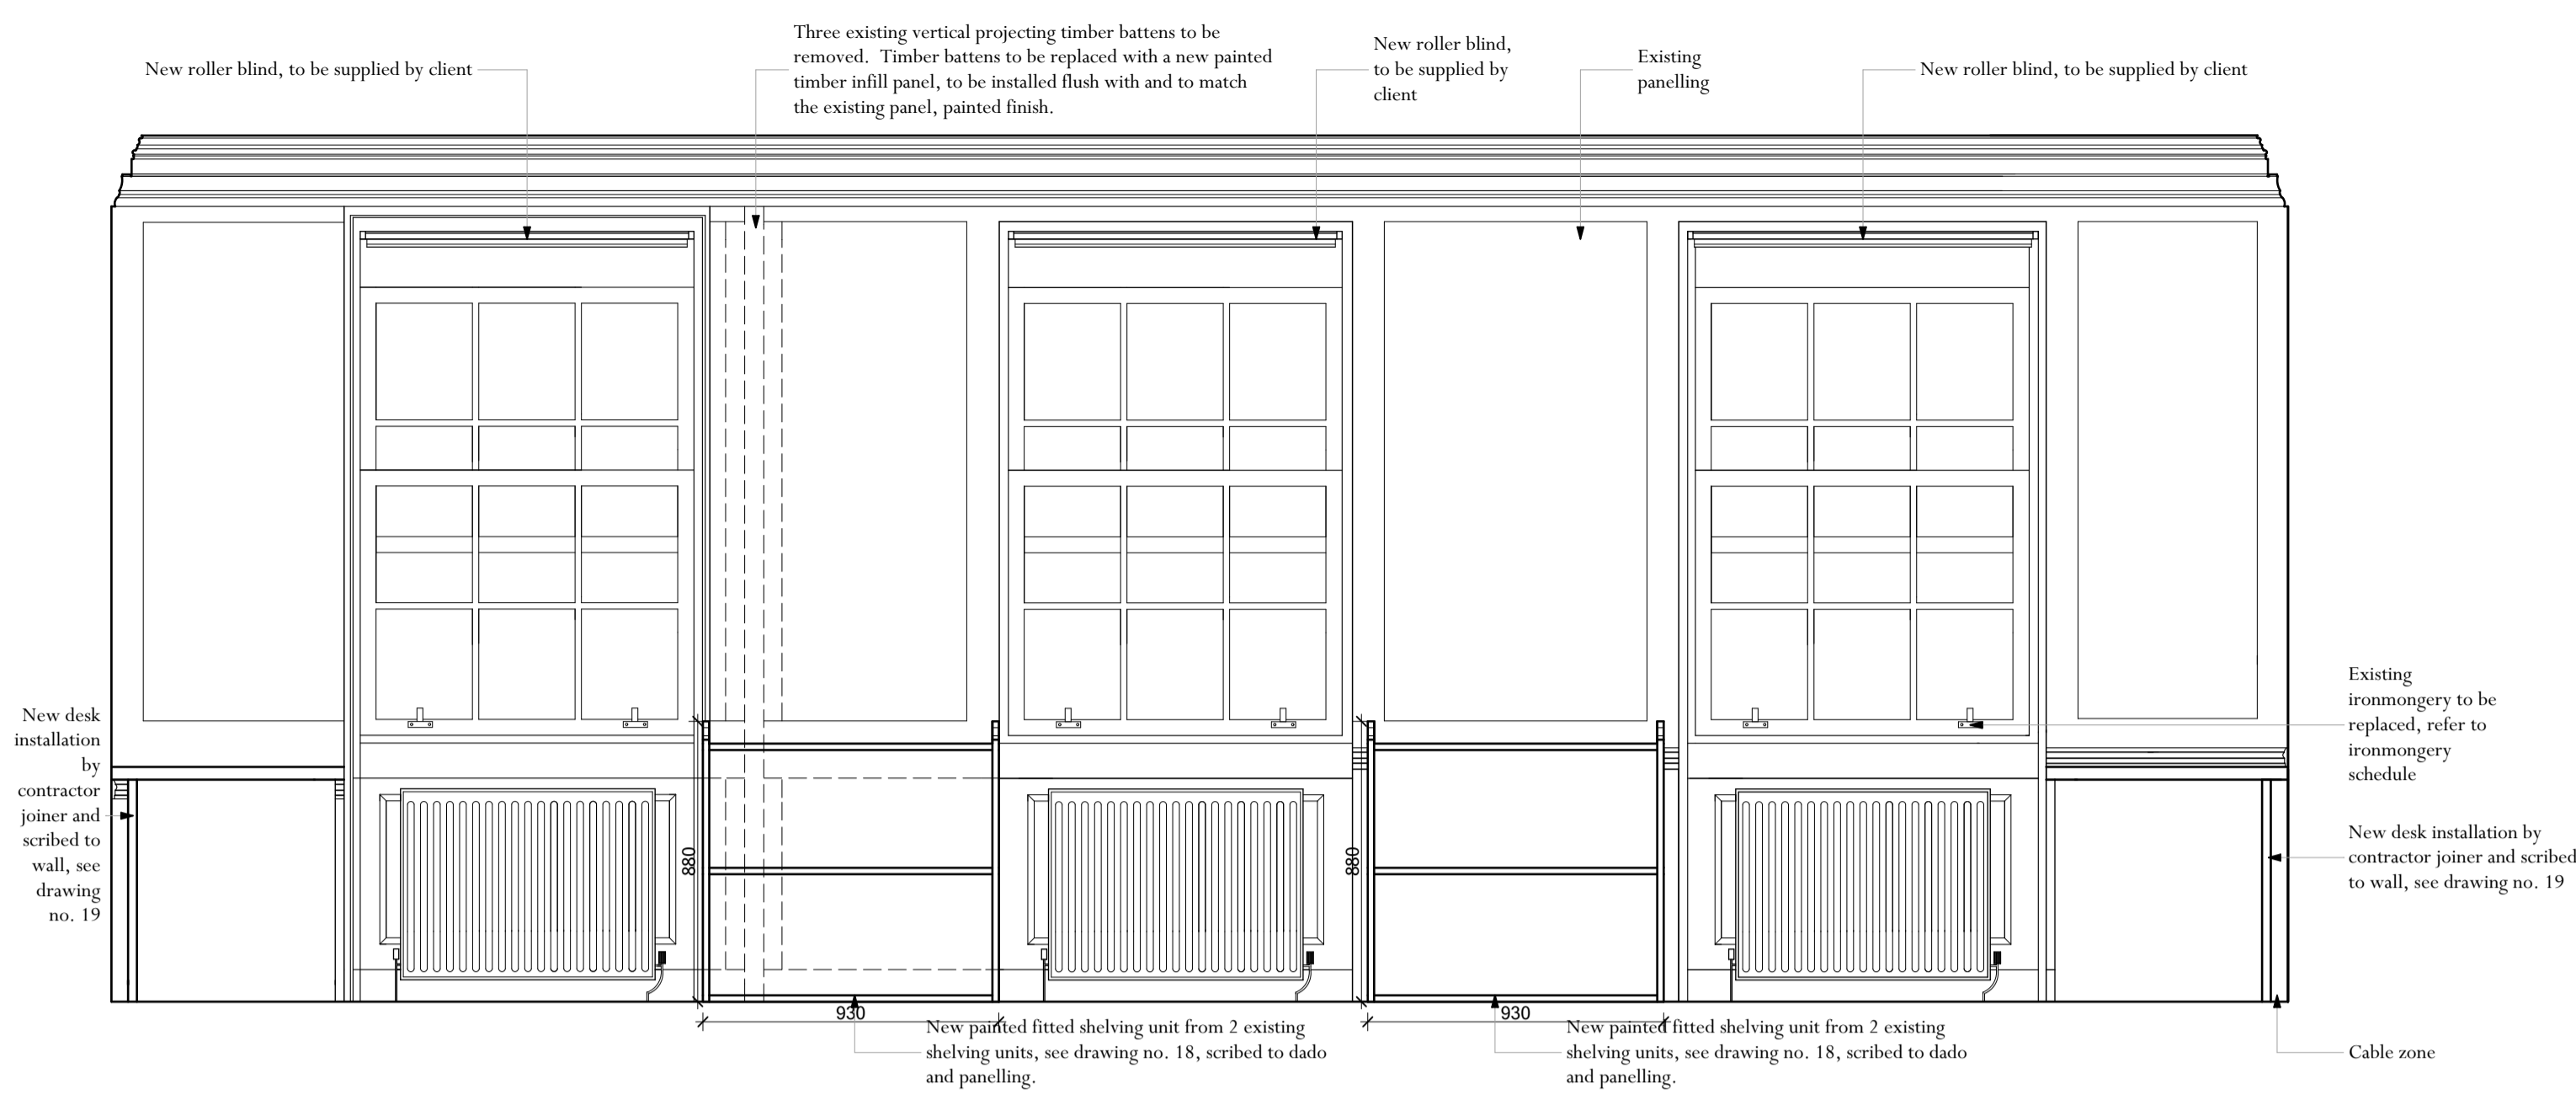 New roller blind, to be supplied by client
Three existing vertical projecting timber battens to be
removed.  Timber battens to be replaced with a new painted
timber infill panel, to be installed flush with and to match
the existing panel, painted finish.
New roller blind,
to be supplied by
client
Existing
panelling
New roller blind, to be supplied by client
New desk
installation
by
contractor
joiner and
scribed to
wall, see
drawing
no. 19
880
880
Existing
ironmongery to be
replaced, refer to
ironmongery
schedule
New desk installation by
contractor joiner and scribed
to wall, see drawing no. 19
930
New painted fitted shelving unit from 2 existing
shelving units, see drawing no. 18, scribed to dado
and panelling.
930
New painted fitted shelving unit from 2 existing
shelving units, see drawing no. 18, scribed to dado
and panelling.
Cable zone